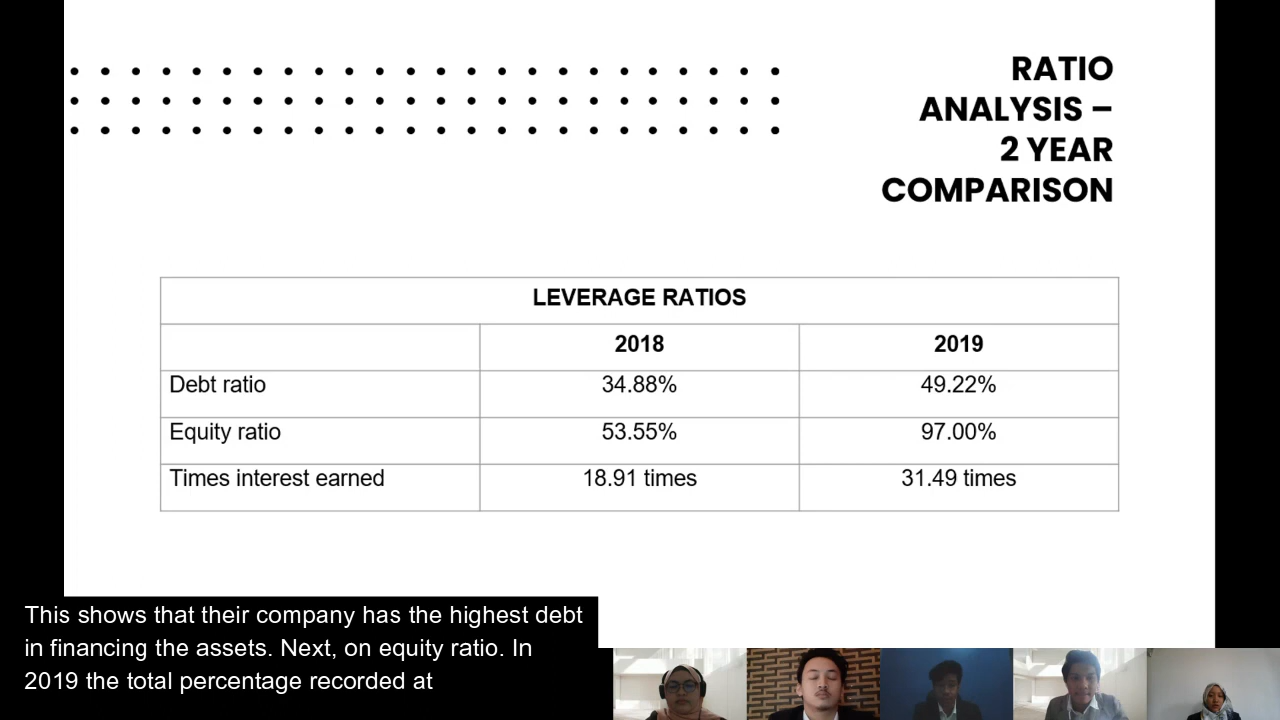 RATIO
ANALYSIS –
2 YEAR
COMPARISON
LEVERAGE RATIOS
2018 2019
Debt ratio 34.88% 49.22%
Equity ratio 53.55% 97.00%
Times interest earned 18.91 times 31.49 times
This shows that their company has the highest debt
in financing the assets. Next, on equity ratio. In
2019 the total percentage recorded at